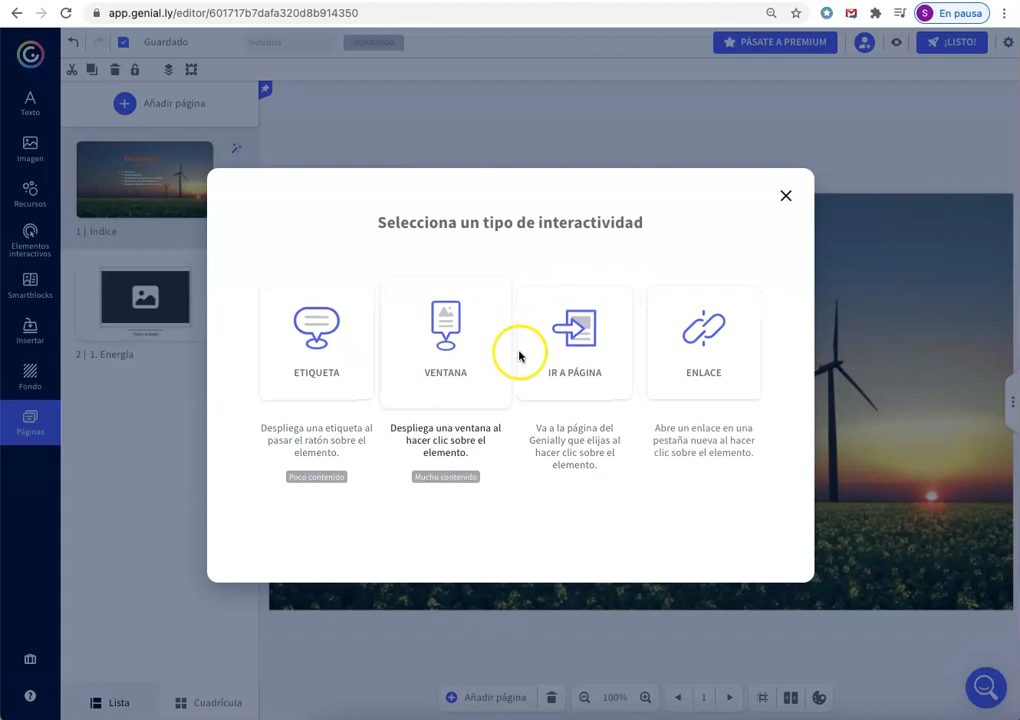 app.genial.ly/editor/601717b7dafa320d8b914350
S En pausa
Guardado
Industria
PÁSATE A PREMIUM
¡LISTO!
Texto
Imagen
Recursos
Elementos
interactivos
Smartblocks
Insertar
Fondo
Páginas
Añadir página
1 | Índice
2 | 1. Energía
Selecciona un tipo de interactividad
ETIQUETA
VENTANA
IR A PÁGINA
ENLACE
Despliega una etiqueta al
pasar el ratón sobre el
elemento.
Poco contenido
Despliega una ventana al
hacer clic sobre el
elemento.
Mucho contenido
Va a la página del
Genially que elijas al
hacer clic sobre el
elemento.
Abre un enlace en una
pestaña nueva al hacer
clic sobre el elemento.
Lista
Cuadrícula
Añadir página
100%
1